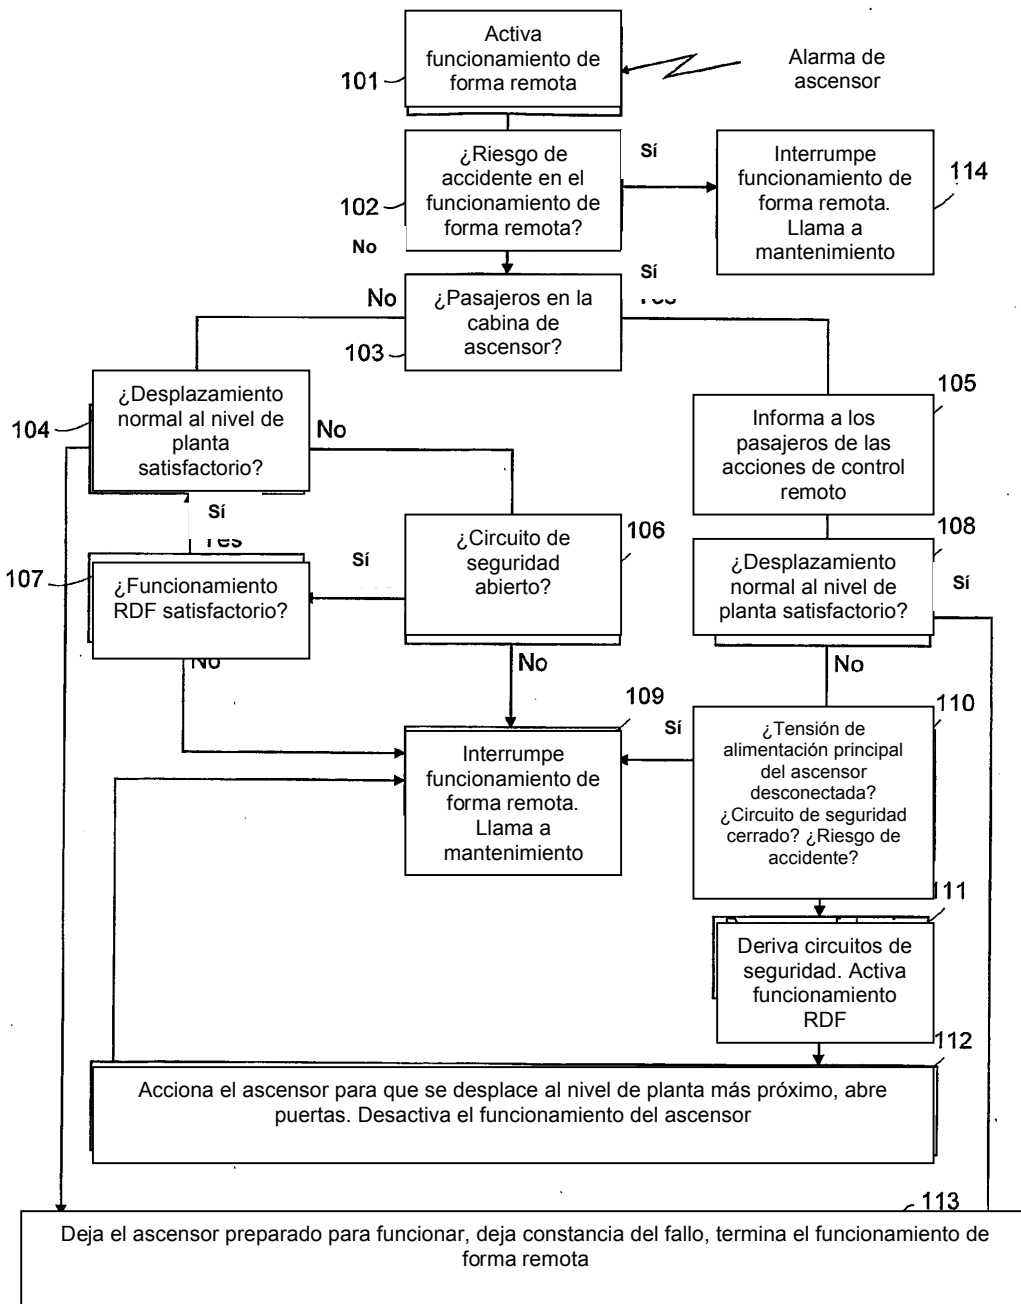 Activa
funcionamiento de
forma remota
101
Alarma de
ascensor
¿Riesgo de
accidente en el
funcionamiento de
forma remota?
102
Sí
No
Interrumpe
funcionamiento de
forma remota.
Llama a
mantenimiento
114
¿Pasajeros en la
cabina de
ascensor?
103
No
Sí
¿Desplazamiento
normal al nivel de
planta
satisfactorio?
104
No
Informa a los
pasajeros de las
acciones de control
remoto
105
Sí
Yes
¿Funcionamiento
RDF satisfactorio?
107
Sí
No
¿Circuito de
seguridad
abierto?
106
No
¿Desplazamiento
normal al nivel de
planta satisfactorio?
108
Sí
No
Interrumpe
funcionamiento de
forma remota.
Llama a
mantenimiento
109
Sí
¿Tensión de
alimentación principal
del ascensor
desconectada?
¿Circuito de seguridad
cerrado? ¿Riesgo de
accidente?
110
Deriva circuitos de
seguridad. Activa
funcionamiento
RDF
111
Acciona el ascensor para que se desplace al nivel de planta más próximo, abre
puertas. Desactiva el funcionamiento del ascensor
112
Deja el ascensor preparado para funcionar, deja constancia del fallo, termina el funcionamiento de
forma remota
113